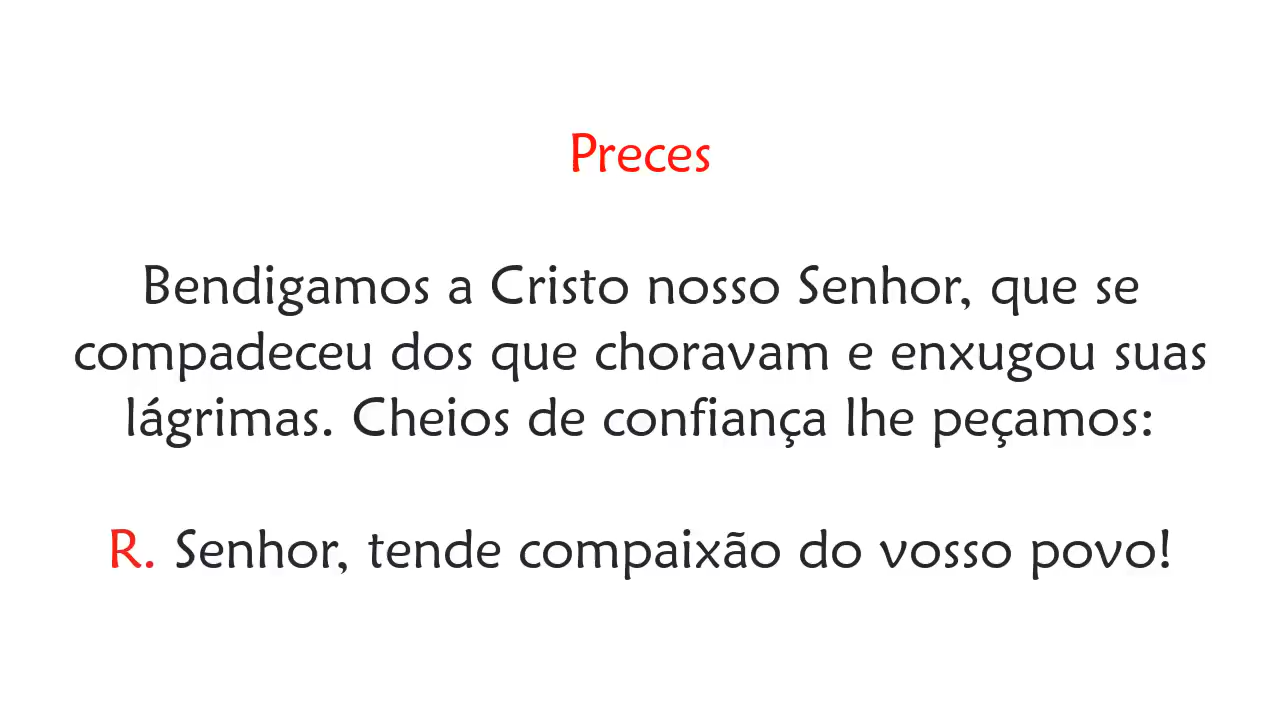 Preces
Bendigamos a Cristo nosso Senhor, que se
compadeceu dos que choravam e enxugou suas
lágrimas. Cheios de confiança lhe peçamos:
R. Senhor, tende compaixão do vosso povo!